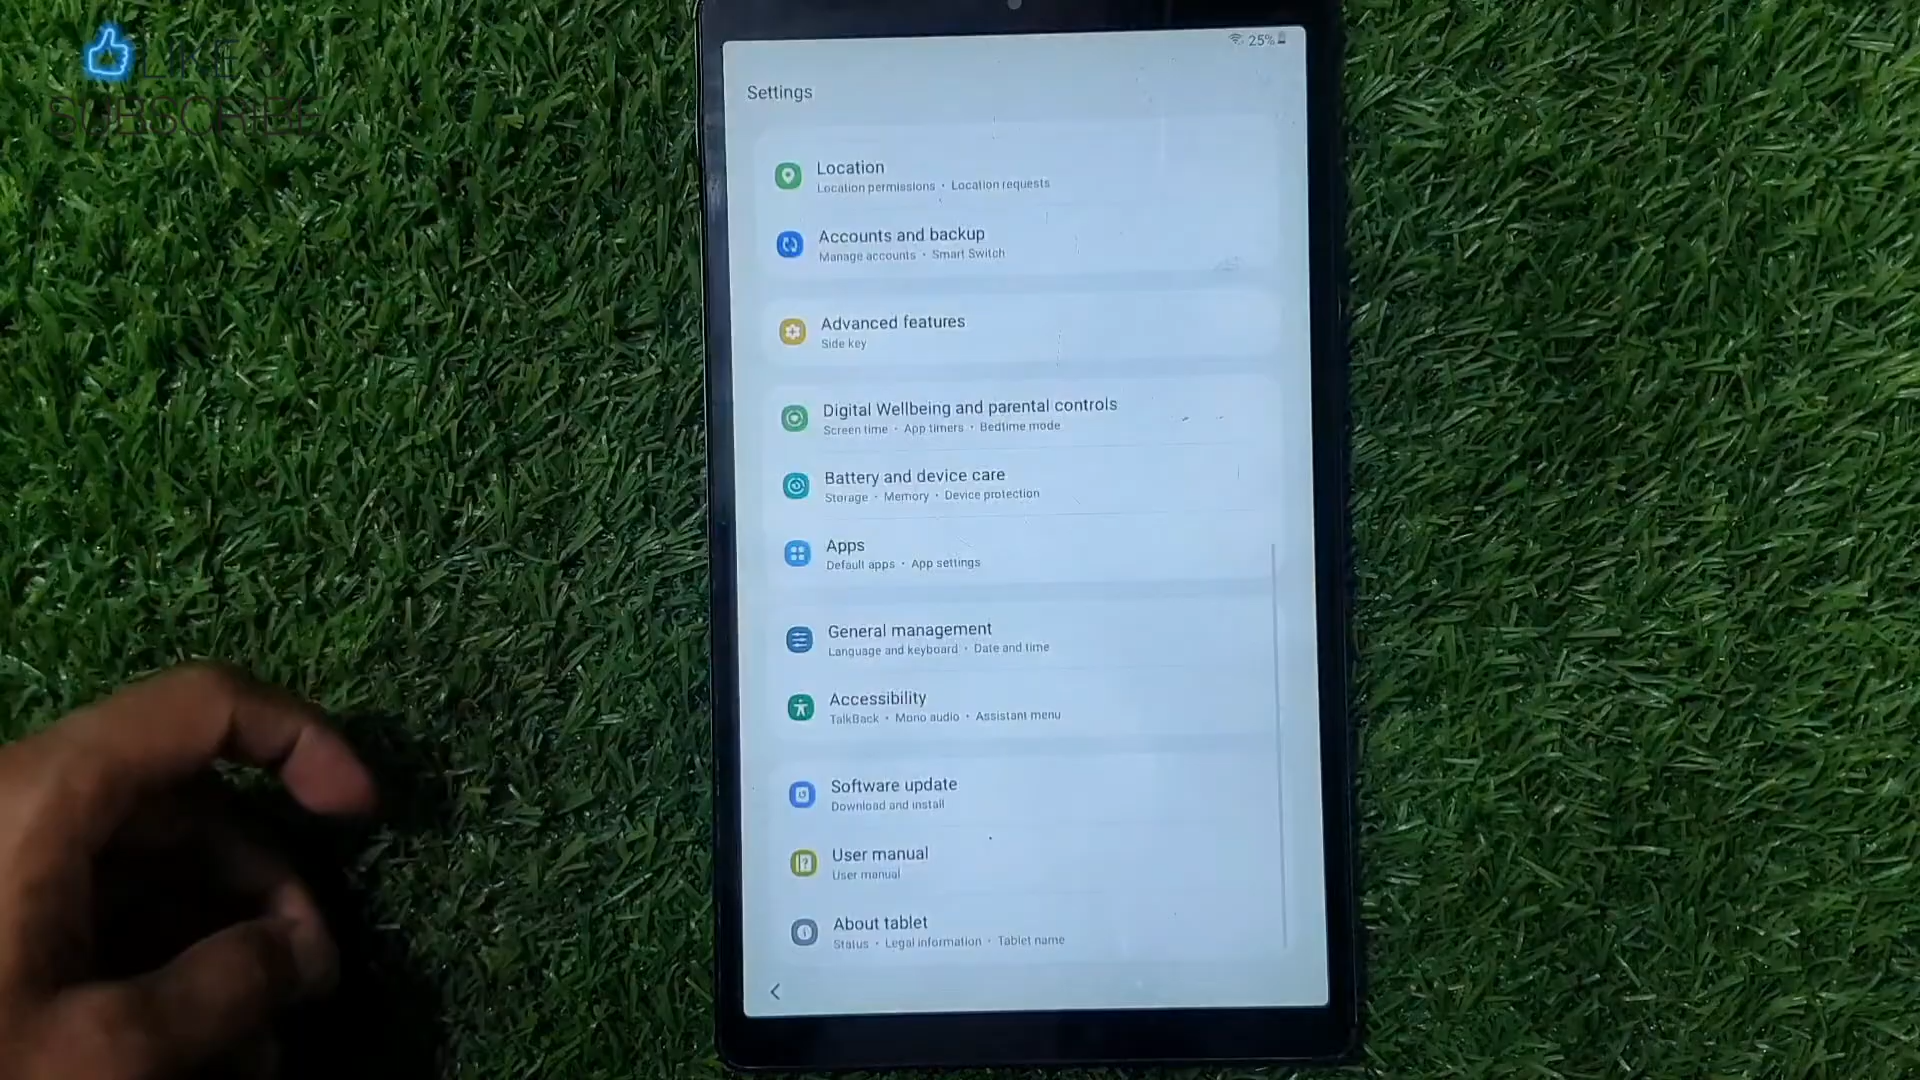 LIKE &
SUBSCRIBE
25%
Settings
Location
Location permissions • Location requests
Accounts and backup
Manage accounts • Smart Switch
Advanced features
Side key
Digital Wellbeing and parental controls
Screen time • App timers • Bedtime mode
Battery and device care
Storage • Memory • Device protection
Apps
Default apps • App settings
General management
Language and keyboard • Date and time
Accessibility
TalkBack • Mono audio • Assistant menu
Software update
Download and install
User manual
User manual
About tablet
Status • Legal information • Tablet name